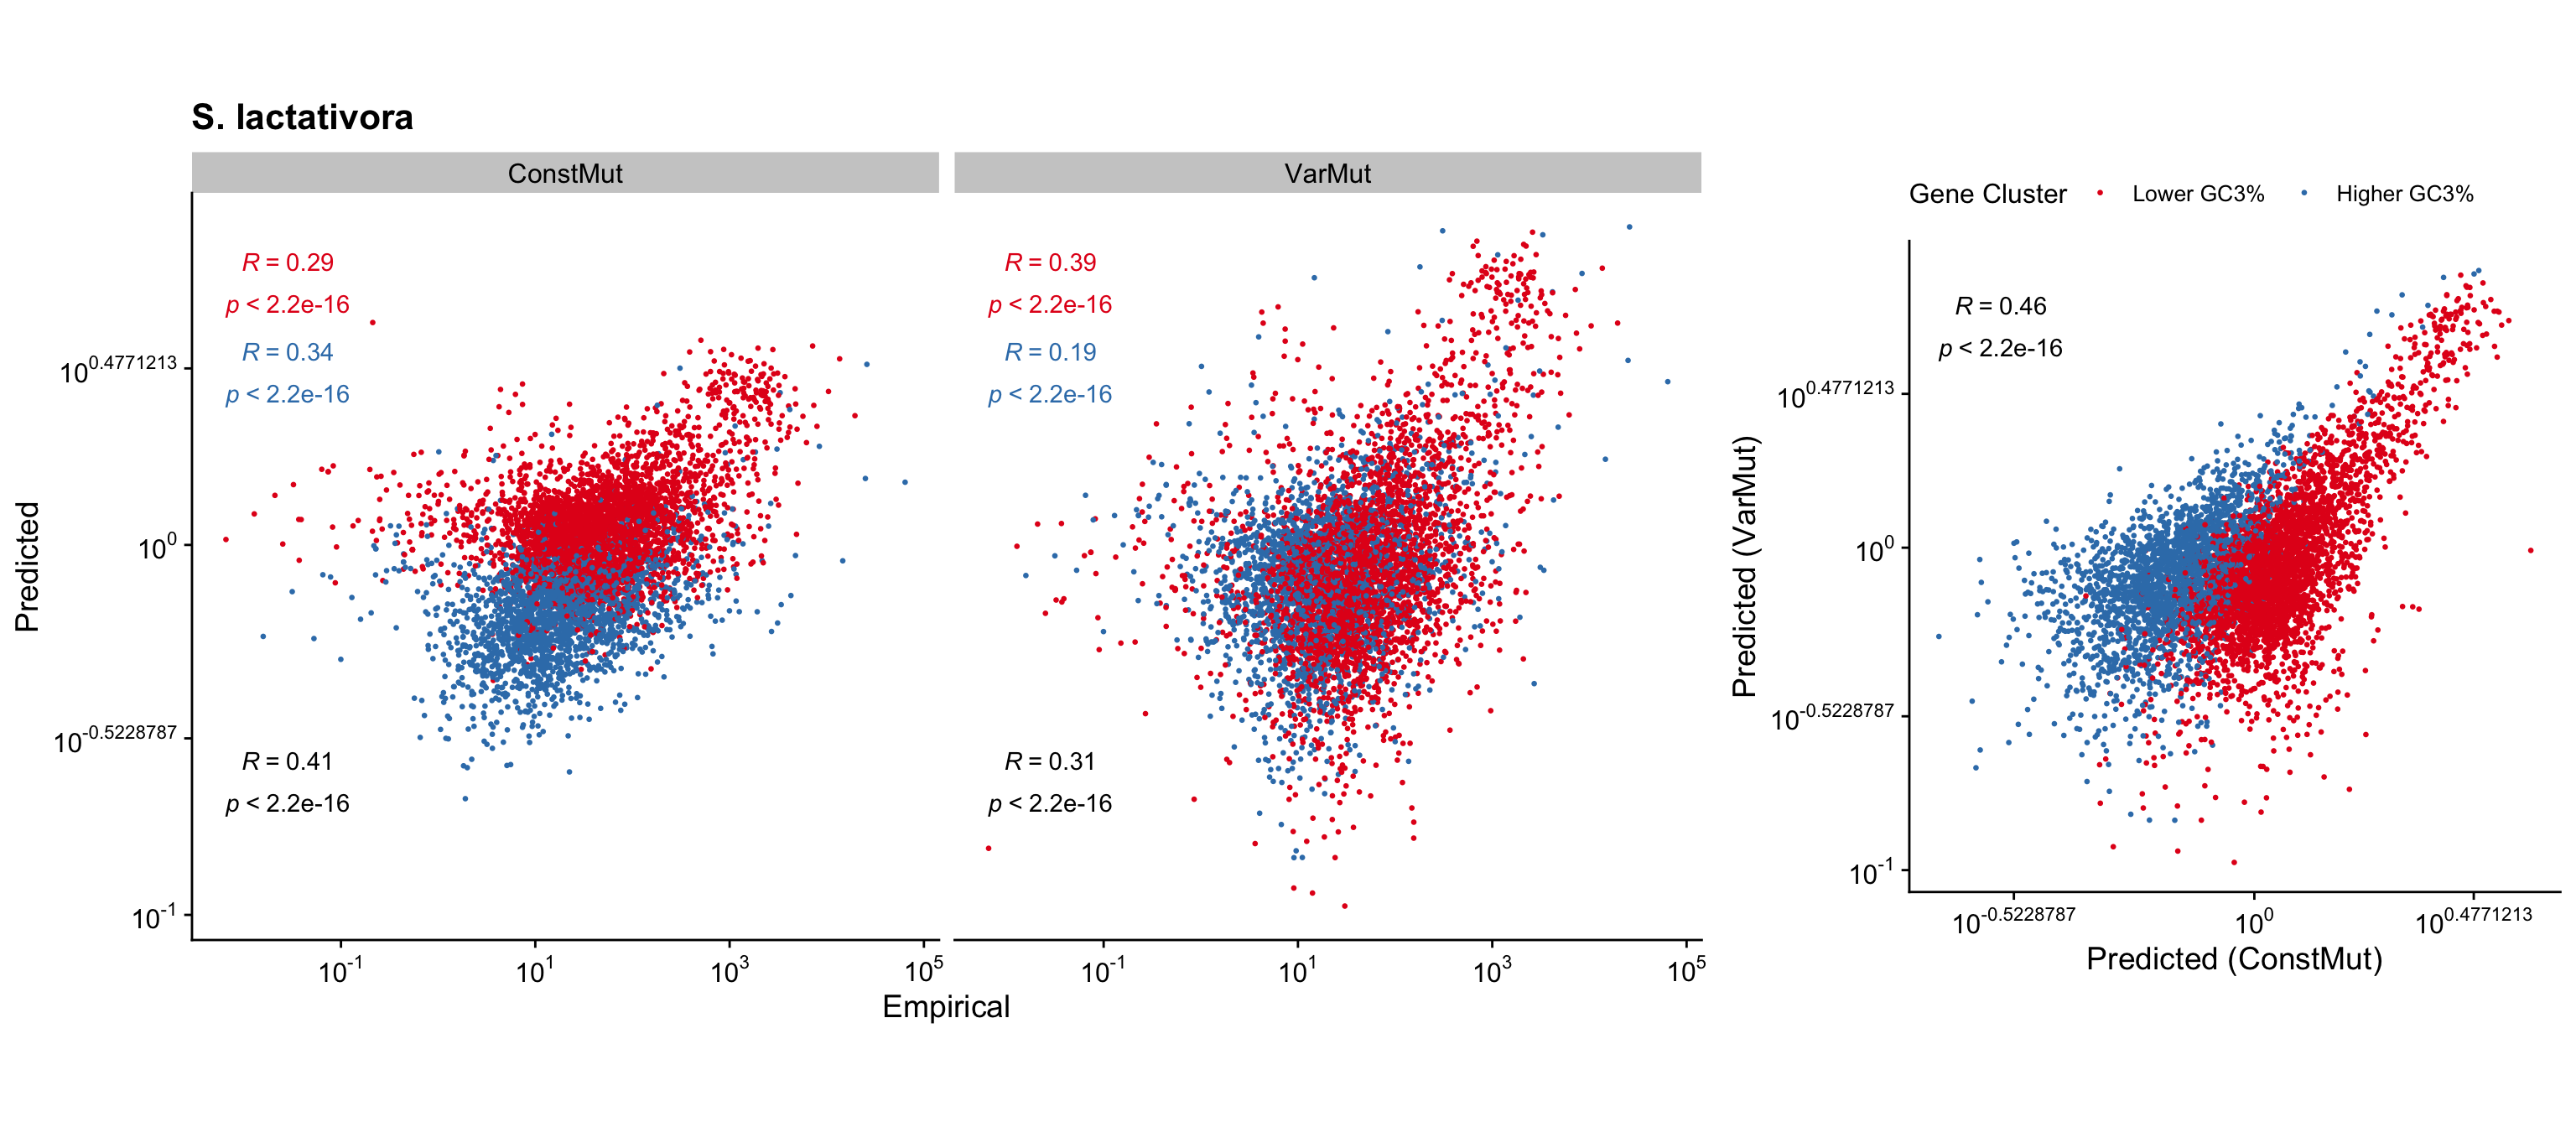 S. lactativora
ConstMut
VarMut
Gene Cluster Lower GC3% Higher GC3%
R = 0.29
p < 2.2e-16
R = 0.34
p < 2.2e-16
R = 0.41
p < 2.2e-16
R = 0.39
p < 2.2e-16
R = 0.19
p < 2.2e-16
R = 0.31
p < 2.2e-16
R = 0.46
p < 2.2e-16
Predicted
10^0.4771213
10^0
10^-0.5228787
10^-1
10^-1 10^1 10^3 10^5
10^-1 10^1 10^3 10^5
Empirical
Predicted (VarMut)
10^0.4771213
10^0
10^-0.5228787
10^-1
10^-0.5228787 10^0 10^0.4771213
Predicted (ConstMut)